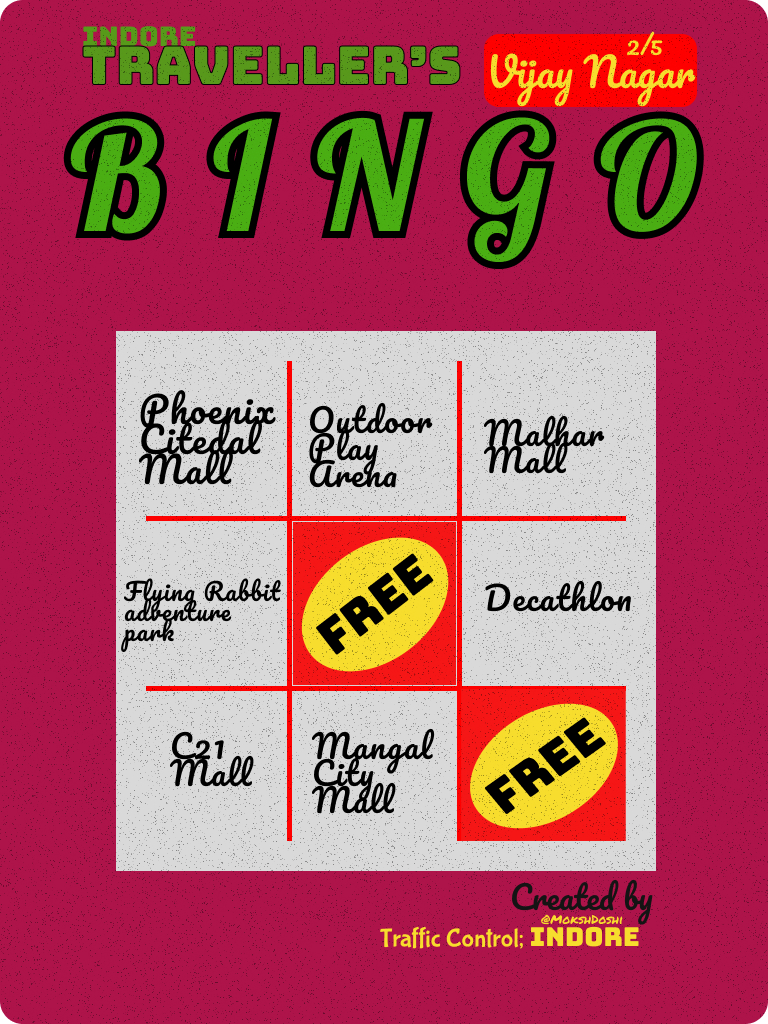 INDORE
TRAVELLER'S
2/5
Vijay Nagar
BINGO
Phoenix
Citedal
Mall
Outdoor
Play
Arena
Malhar
Mall
Flying Rabbit
adventure
park
FREE
Decathlon
C21
Mall
Mangal
City
Mall
FREE
Created by
@MokshDoshi
Traffic Control; INDORE